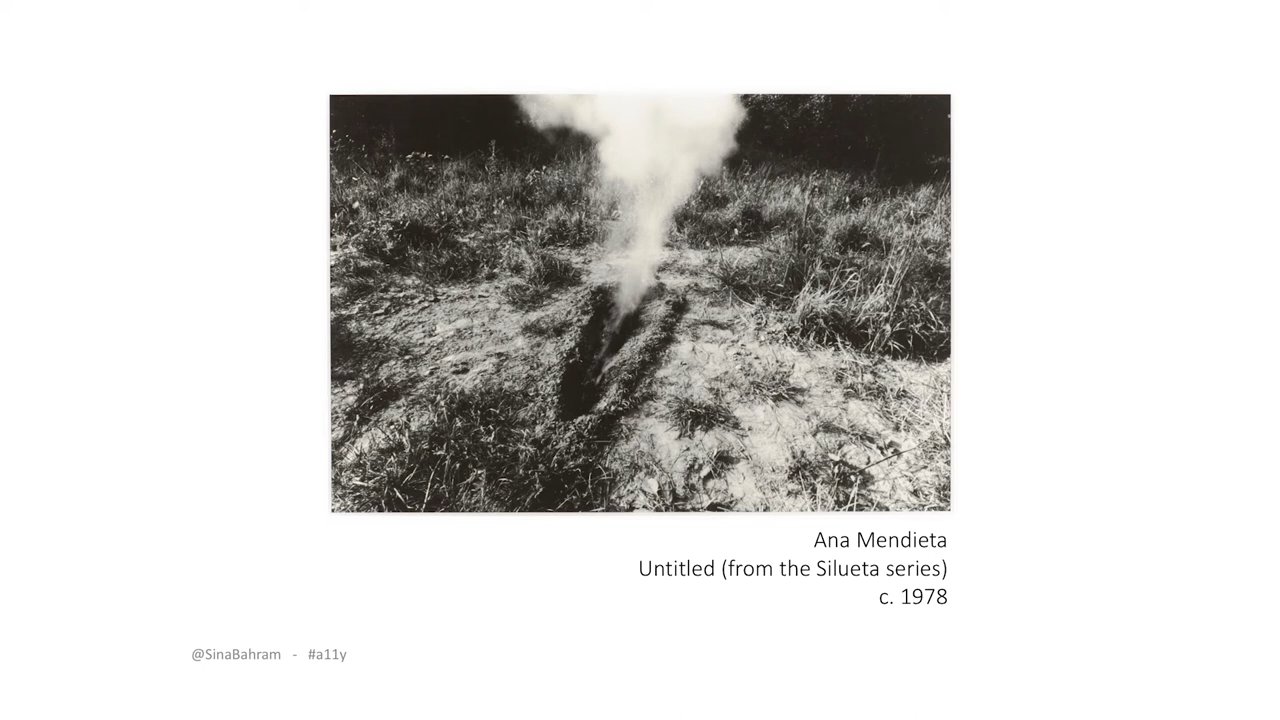 Ana Mendieta
Untitled (from the Silueta series)
c. 1978
@SinaBahram - #a11y